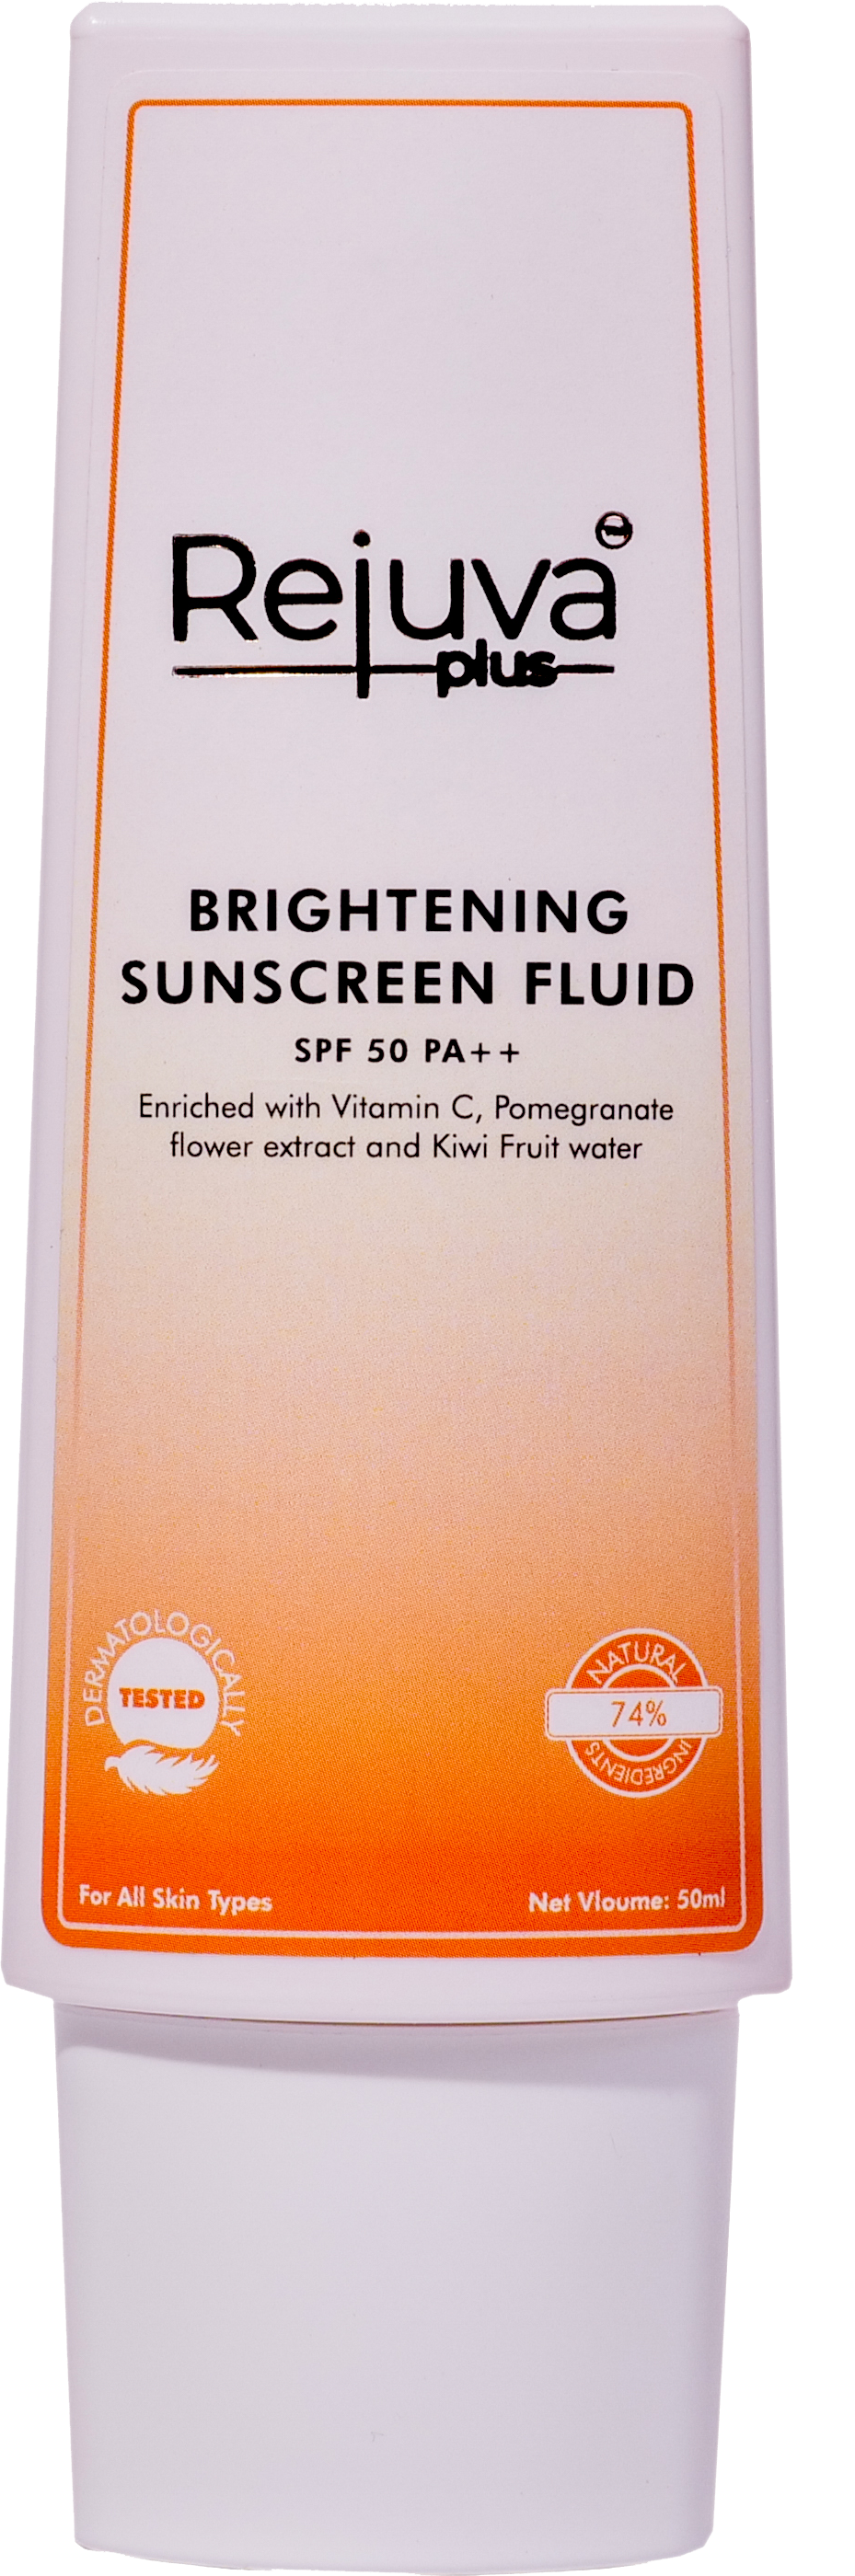 Rejuva
plus
BRIGHTENING
SUNSCREEN FLUID
SPF 50 PA++
Enriched with Vitamin C, Pomegranate
flower extract and Kiwi Fruit water
DERMATOLOGICALLY
TESTED
NATURAL
74%
INGREDIENTS
For All Skin Types
Net Vloume: 50ml